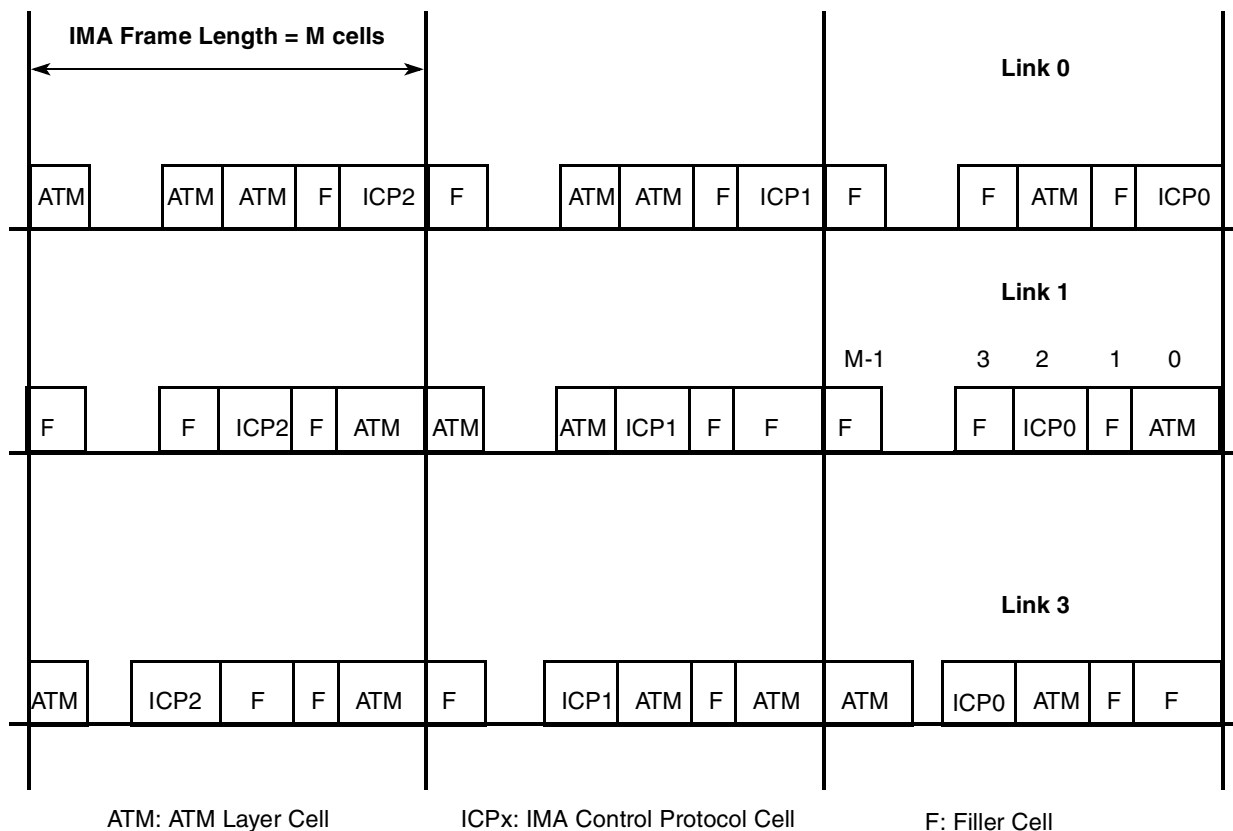 IMA Frame Length = M cells
Link 0
ATM ATM ATM F ICP2 F ATM ATM F ICP1 F F ATM F ICP0
Link 1
M-1 3 2 1 0
F F ICP2 F ATM ATM ATM ICP1 F F F F ICP0 F ATM
Link 3
ATM ICP2 F F ATM F ICP1 ATM F ATM ATM ICP0 ATM F F
ATM: ATM Layer Cell ICPx: IMA Control Protocol Cell F: Filler Cell